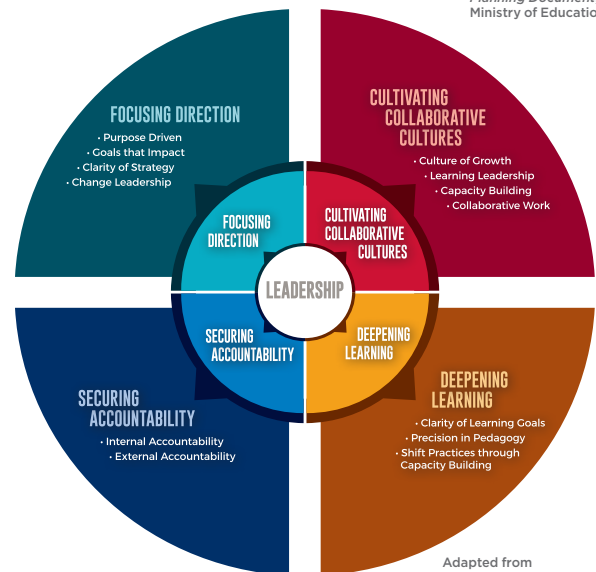 Planning Document
Ministry of Educatio
FOCUSING DIRECTION
• Purpose Driven
• Goals that Impact
• Clarity of Strategy
• Change Leadership
CULTIVATING
COLLABORATIVE
CULTURES
• Culture of Growth
• Learning Leadership
• Capacity Building
• Collaborative Work
FOCUSING
DIRECTION
CULTIVATING
COLLABORATIVE
CULTURES
LEADERSHIP
SECURING
ACCOUNTABILITY
DEEPENING
LEARNING
SECURING
ACCOUNTABILITY
• Internal Accountability
• External Accountability
DEEPENING
LEARNING
• Clarity of Learning Goals
• Precision in Pedagogy
• Shift Practices through
Capacity Building
Adapted from